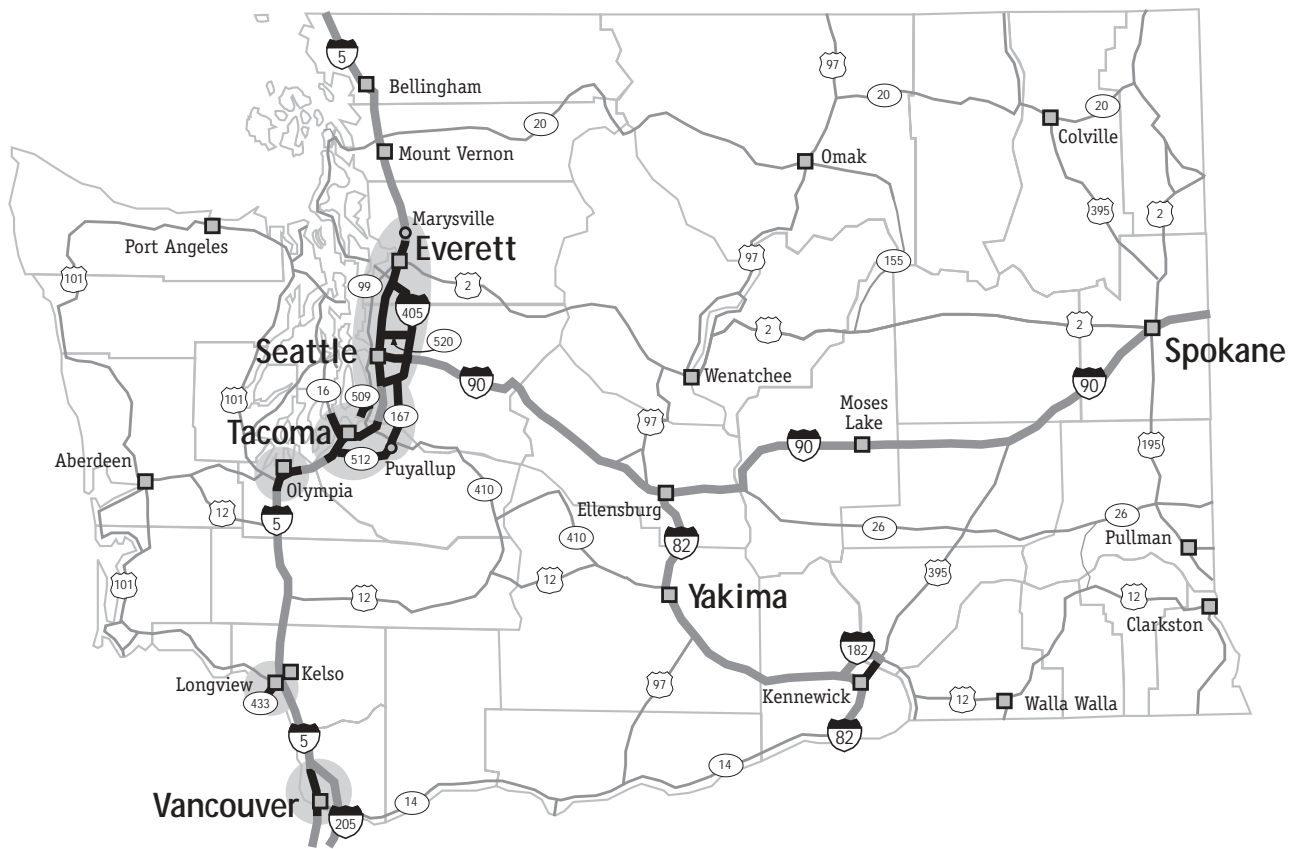 5
Bellingham
97
20
20
20
Colville
Mount Vernon
Omak
Marysville
395
2
Port Angeles
Everett
101
99
2
97
155
405
2
2
520
Seattle
Spokane
Wenatchee
90
90
16
509
101
167
97
Moses
Lake
Tacoma
90
195
512
Puyallup
Aberdeen
Olympia
410
Ellensburg
12
5
26
26
410
82
Pullman
101
12
12
395
12
Yakima
Clarkston
182
Longview
Kelso
97
Kennewick
12
Walla Walla
433
5
82
14
Vancouver
14
205